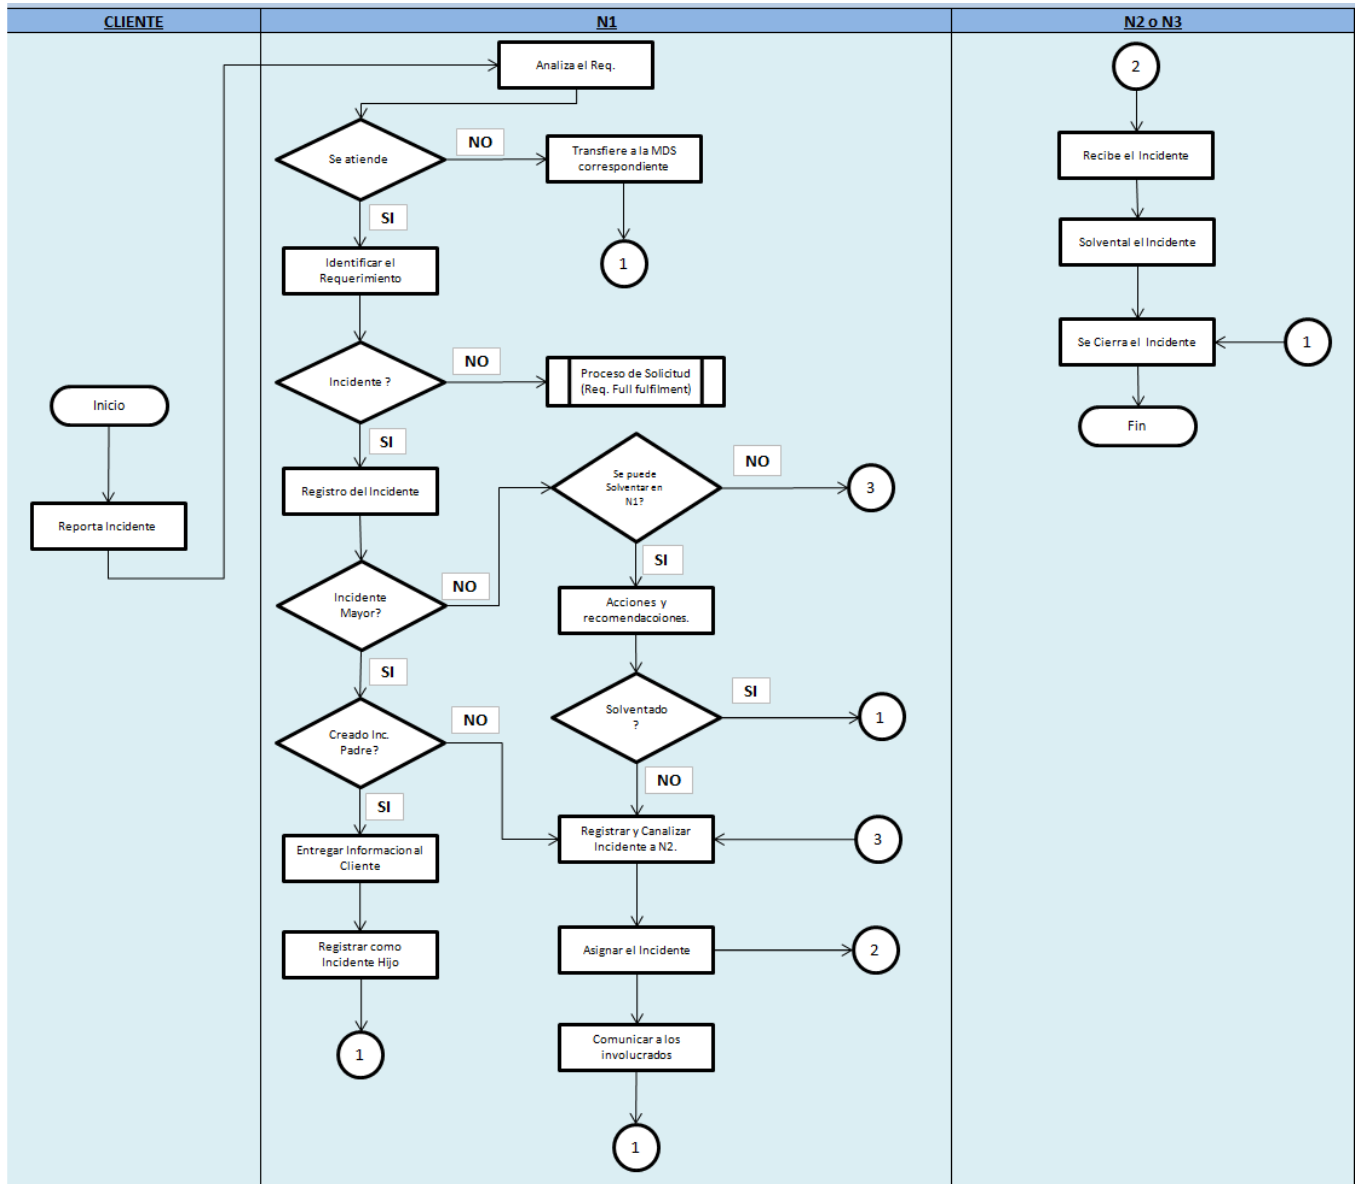 CLIENTE
N1
N2 o N3
Analiza el Req.
2
Se atiende
NO
Transfiere a la MDS
correspondiente
Recibe el Incidente
SI
Identificar el
Requerimiento
1
Solvental el Incidente
Incidente ?
NO
Proceso de Solicitud
(Req. Full fulfilment)
Se Cierra el Incidente
1
Inicio
Fin
SI
Registro del Incidente
Se puede
Solventar en
N1?
NO
3
Reporta Incidente
SI
Incidente
Mayor?
NO
Acciones y
recomendacoiones.
SI
Creado Inc.
Padre?
NO
Solventado
?
SI
1
NO
SI
Registrar y Canalizar
Incidente a N2.
3
Entregar Informacion al
Cliente
Registrar como
Incidente Hijo
Asignar el Incidente
2
1
Comunicar a los
involucrados
1